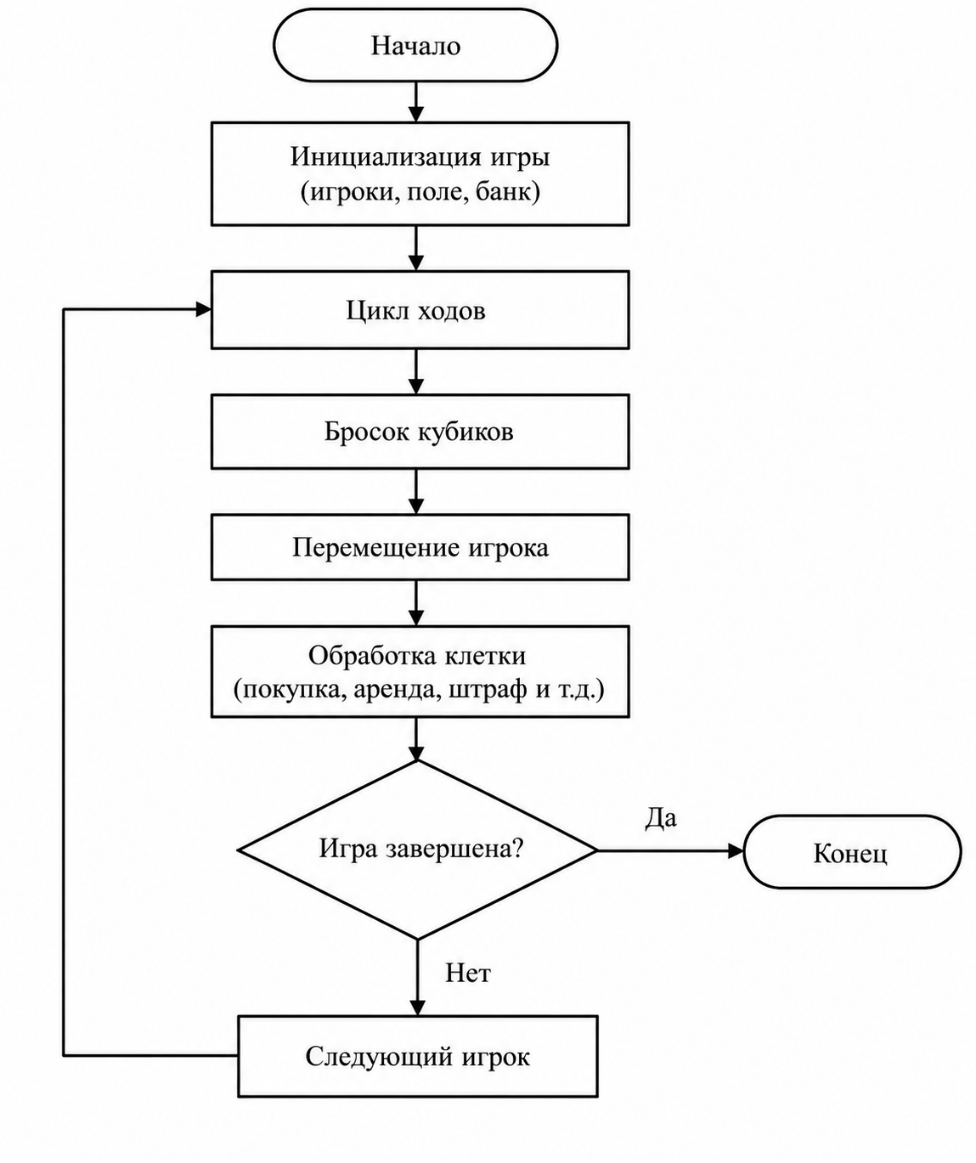 Начало
Инициализация игры
(игроки, поле, банк)
Цикл ходов
Бросок кубиков
Перемещение игрока
Обработка клетки
(покупка, аренда, штраф и т.д.)
Игра завершена?
Да
Конец
Нет
Следующий игрок